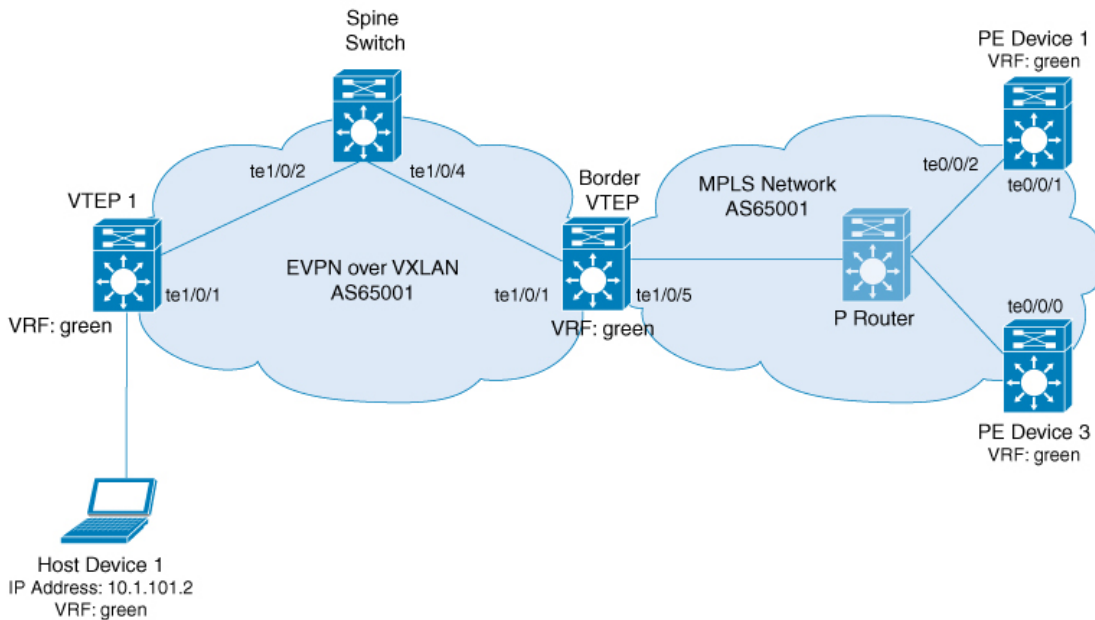 Spine
Switch
PE Device 1
VRF: green
te1/0/2
te1/0/4
Border
VTEP
MPLS Network
AS65001
te0/0/2
te0/0/1
VTEP 1
EVPN over VXLAN
AS65001
te1/0/1
te1/0/1
te1/0/5
VRF: green
VRF: green
P Router
te0/0/0
PE Device 3
VRF: green
Host Device 1
IP Address: 10.1.101.2
VRF: green